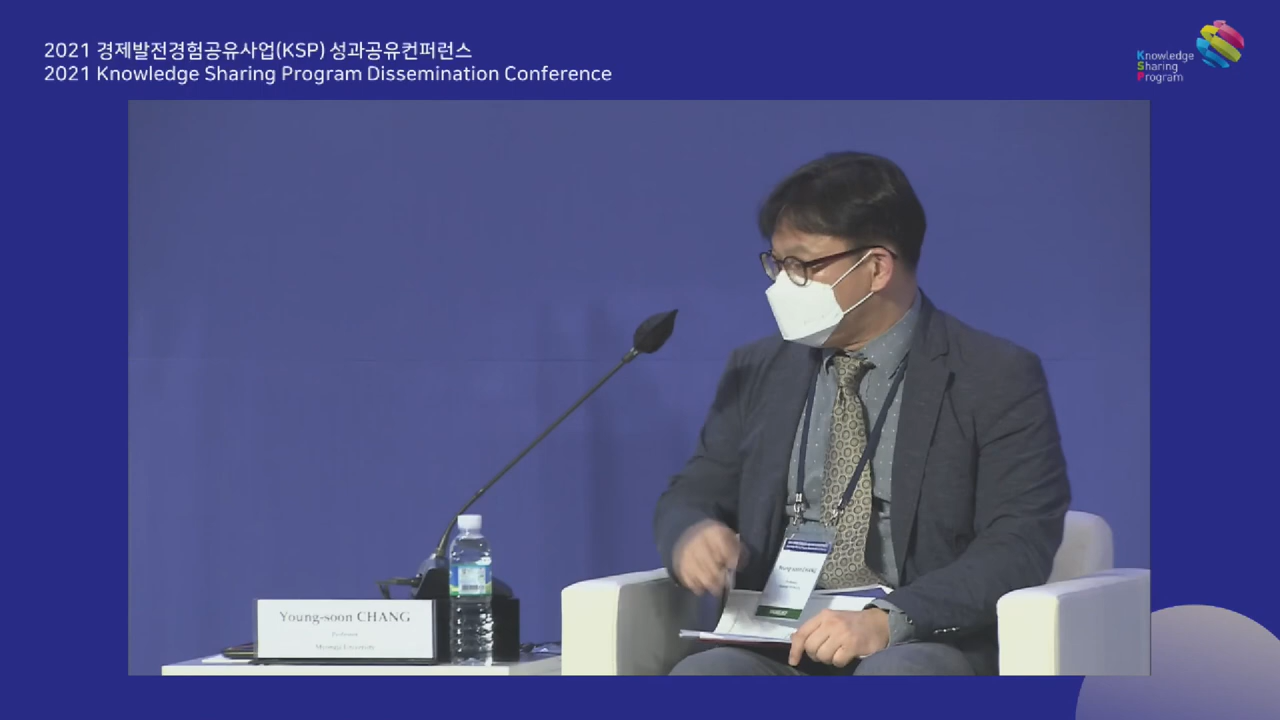 2021 경제발전경험공유사업(KSP) 성과공유컨퍼런스
2021 Knowledge Sharing Program Dissemination Conference
Knowledge
Sharing
Program
Young-soon CHANG
Professor